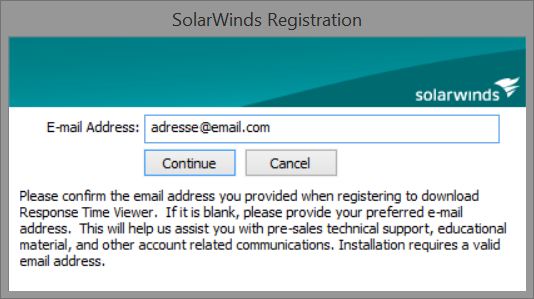 SolarWinds Registration
solarwinds
E-mail Address: adresse@email.com
Continue Cancel
Please confirm the email address you provided when registering to download
Response Time Viewer. If it is blank, please provide your preferred e-mail
address. This will help us assist you with pre-sales technical support, educational
material, and other account related communications. Installation requires a valid
email address.